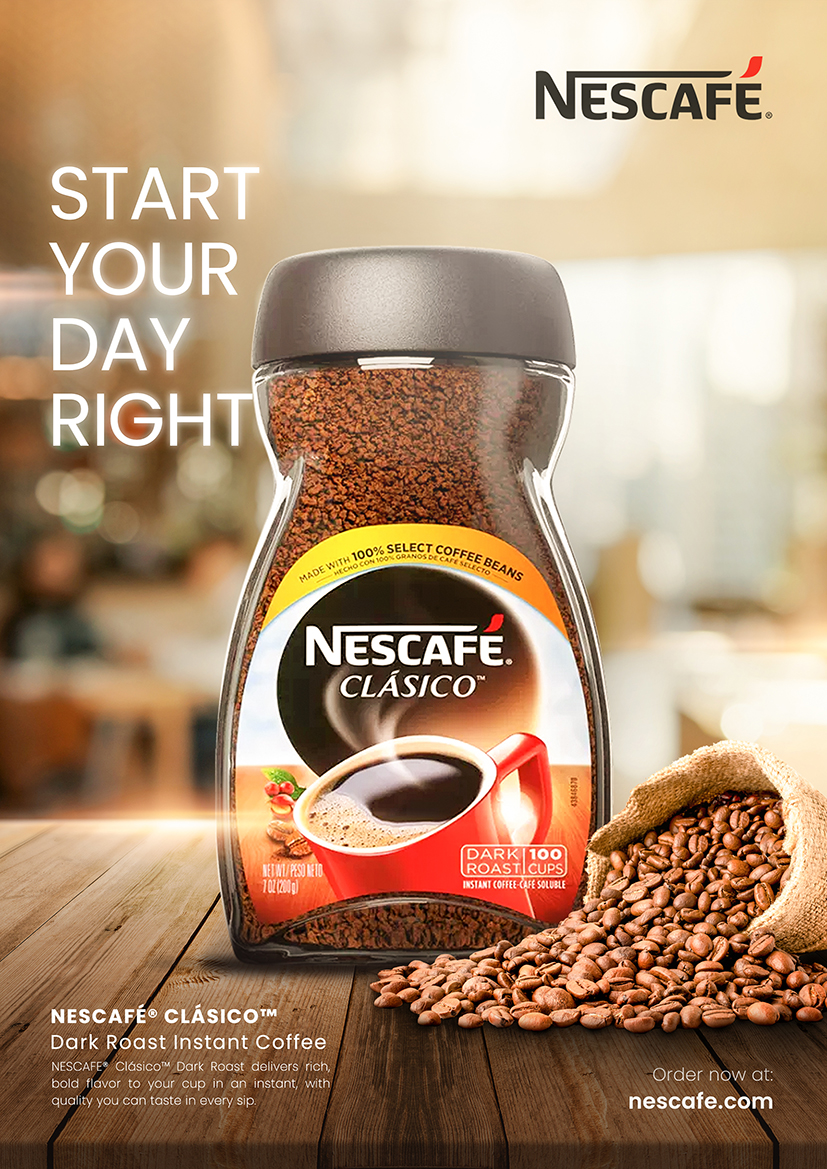 NESCAFÉ®
START
YOUR
DAY
RIGHT
MADE WITH 100% SELECT COFFEE BEANS
HECHO CON 100% GRANOS DE CAFÉ SELECTO
NESCAFÉ®
CLÁSICO™
43846870
DARK ROAST 100 CUPS
NET WT/PESO NETO
7 OZ (200g)
INSTANT COFFEE·CAFÉ SOLUBLE
NESCAFÉ® CLÁSICO™
Dark Roast Instant Coffee
NESCAFÉ® Clásico™ Dark Roast delivers rich,
bold flavor to your cup in an instant, with
quality you can taste in every sip.
Order now at:
nescafe.com